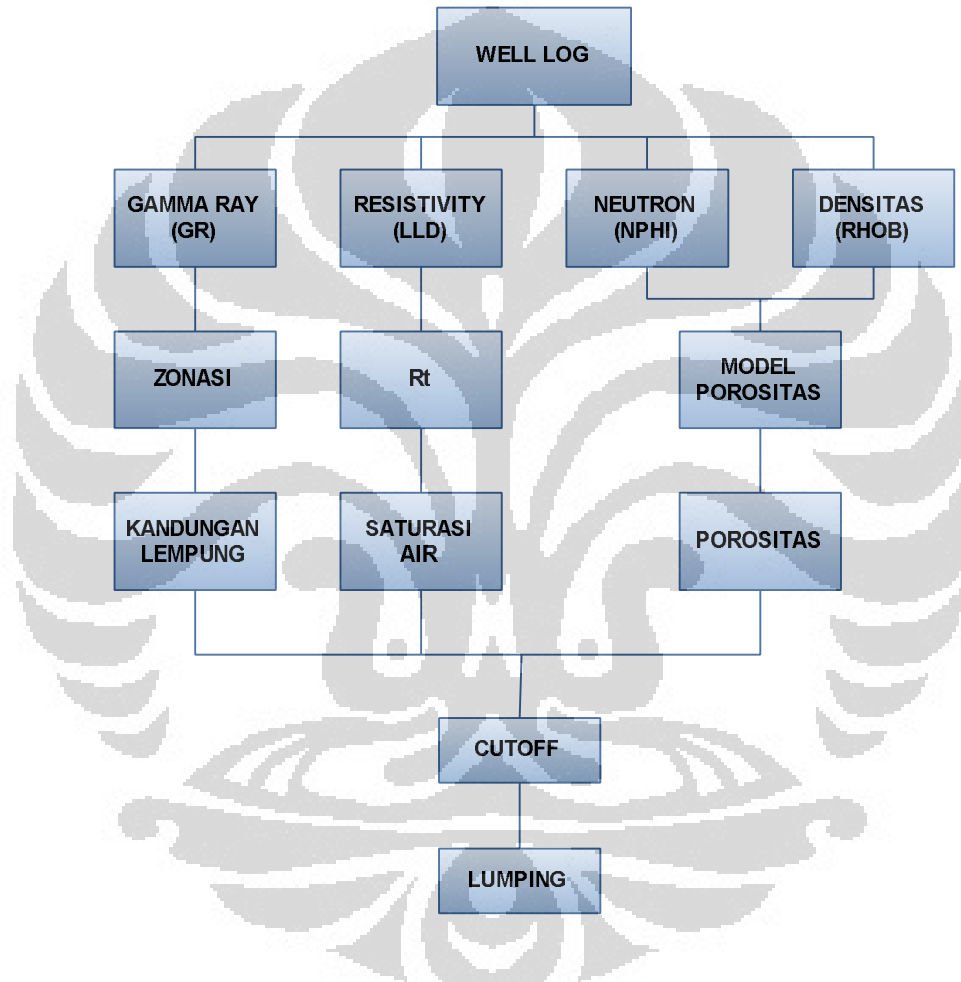 WELL LOG
GAMMA RAY
(GR)
RESISTIVITY
(LLD)
NEUTRON
(NPHI)
DENSITAS
(RHOB)
ZONASI
Rt
MODEL
POROSITAS
KANDUNGAN
LEMPUNG
SATURASI
AIR
POROSITAS
CUTOFF
LUMPING